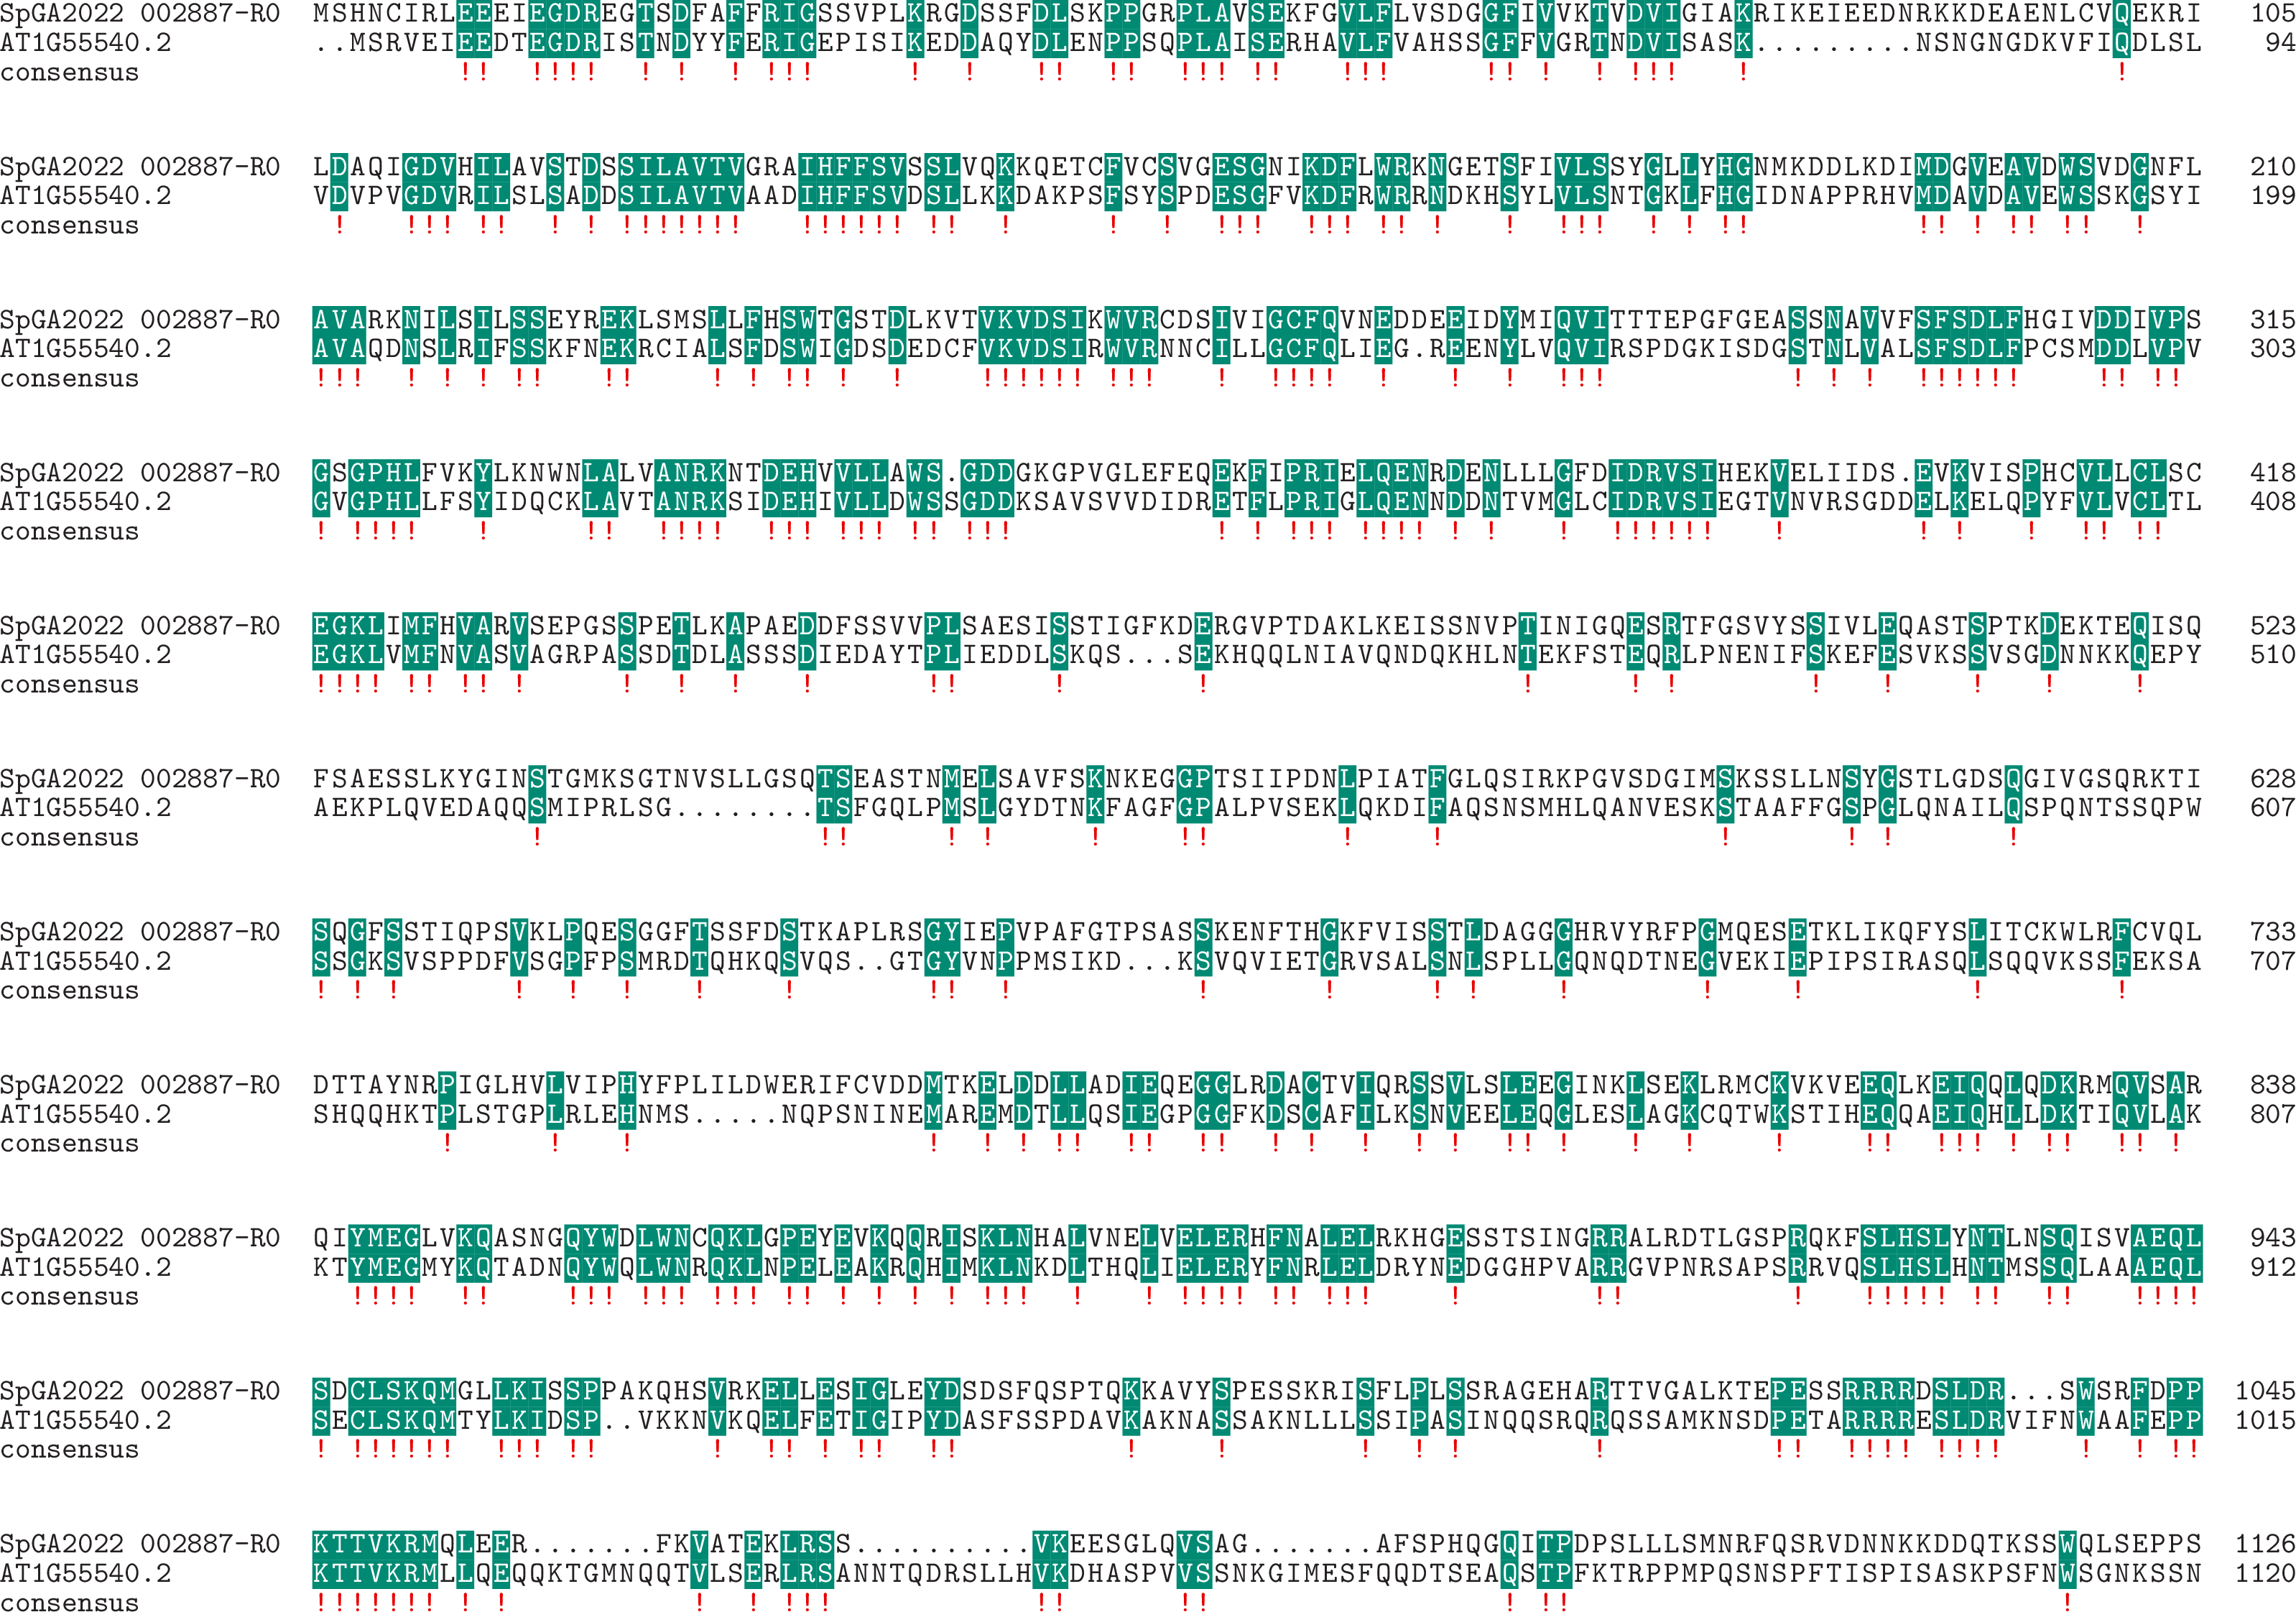 SpGA2022 002887-R0 MSHNCIRLEEEIEGDREGTSDFAFFRIGSSVPLKRGDSSFDLSKPPGRPLAVSEKFGVLFLVSDGGFIVVKTVDVIGIAKRIKEIEEDNRKKDEAENLCVQEKRI 105
AT1G55540.2 ..MSRVEIEEDTEGDRISTNDYYFERIGEPISIKEDDAQYDLENPPSQPLAISERHAVLFVAHSSGFFVGRTNDVISASK.........NSNGNGDKVFIQDLSL 94
consensus !! !!!! ! ! ! !!! ! ! !! !! !!! !! !!! !! ! ! !!! ! !
SpGA2022 002887-R0 LDAQIGDVHILAVSTDSSILAVTVGRAIHFFSVSSLVQKKQETCFVCSVGESGNIKDFLWRKNGETSFIVLSSYGLLYHGNMKDDLKDIMDGVEAVDWSVDGNFL 210
AT1G55540.2 VDVPVGDVRILSLSADDSILAVTVAADIHFFSVDSLLKKDAKPSFSYSPDESGFVKDFRWRRNDKHSYLVLSNTGKLFHGIDNAPPRHVMDAVDAVEWSSKGSYI 199
consensus ! !!! !! ! ! !!!!!!! !!!!!! !! ! ! ! !!! !!! !! ! ! !!! ! ! !! !! ! !! !! !
SpGA2022 002887-R0 AVARKNILSILSSEYREKLSMSLLFHSWTGSTDLKVTVKVDSIKWVRCDSIVIGCFQVNEDDEEIDYMIQVITTTEPGFGEASSNAVVFSFSDLFHGIVDDIVPS 315
AT1G55540.2 AVAQDNSLRIFSSKFNEKRCIALSFDSWIGDSDEDCFVKVDSIRWVRNNCILLGCFQLIEG.REENYLVQVIRSPDGKISDGSTNLVALSFSDLFPCSMDDLVPV 303
consensus !!! ! ! ! !! !! ! ! !! ! ! !!!!!! !!! ! !!!! ! ! ! !!! ! ! ! !!!!!! !! !!
SpGA2022 002887-R0 GSGPHLFVKYLKNWNLALVANRKNTDEHVVLLAWS.GDDGKGPVGLEFEQEKFIPRIELQENRDENLLLGFDIDRVSIHEKVELIIDS.EVKVISPHCVLLCLSC 418
AT1G55540.2 GVGPHLLFSYIDQCKLAVTANRKSIDEHIVLLDWSSGDDKSAVSVVDIDRETFLPRIGLQENNDDNTVMGLCIDRVSIEGTVNVRSGDDELKELQPYFVLVCLTL 408
consensus ! !!!! ! !! !!!! !!! !!! !! !!! ! ! !!! !!!! ! ! ! !!!!!! ! ! ! ! !! !!
SpGA2022 002887-R0 EGKLIMFHVARVSEPGSSSPETLKAPAEDDFSSVVPLSAESISSTIGFKDERGVPTDAKLKEISSNVPTINIGQESRTFGSVYSSIVLEQASTSPTKDEKTEQISQ 523
AT1G55540.2 EGKLVMFNVASVAGRPASSDTDLASSSDIEDAYTPLIEDDLSKQS...SEKHQQLNIAVQNDQKHLNTEKFSTEQRLPNENIFSKEFESVKSSVSGDNNKKQEPY 510
consensus !!!! !! !! ! ! ! ! ! !! ! ! ! ! ! ! ! ! ! !
SpGA2022 002887-R0 FSAESSSLKYGINSTGMKSGTNVSLLGSQTSEASTNMELSAVFSKNKEGGPTSIIPDNLPIATFGLQSIRKPGVSDGIMSKSSLLNSYGSTLGDSQGIVGSQRKTI 628
AT1G55540.2 AEKPLQVEDAQQSMIPRLSG........TSFGQLPMSLGYDTNKFAGFGPALPVSEKLQKDIFAQSNSMHLQANVESKSTAAFFGSPGLQNAILQSPQNTSSQPW 607
consensus ! !! ! ! ! !! ! ! ! ! ! !
SpGA2022 002887-R0 SQGFSSTIQPSVKLPQESGGFTSSFDSTKAPLRSGYIEPVPAFGTPSASSKENFTHGKFVISSTLDAGGGHRVYRFPGMQESETKLIKQFYSLITCKWLRFCVQL 733
AT1G55540.2 SSGKSVSPPDFVSGPFPSMRDTQHKQSVQS..GTGYVNPPMSIKD...KSVQVIETGRVSALSNLSPLLGQNQDTNEGVEKIEPIPSIRASQLSQQVKSSFEKSA 707
consensus ! ! ! ! ! ! ! ! !! ! ! ! ! ! ! ! ! ! !
SpGA2022 002887-R0 DTTAYNRPIGLHVLVIPHYFPLILDWERIFCVDDMTKELDDLLADIEQEGGLRDACTVIQRSSVLSLEEGINKLSEKLRMCKVKVEEQLKEIQQLQDKRMQVSAR 838
AT1G55540.2 SHQQHKTPLSTGPLRLEHNMS.....NQPSNINEMAREMDTLLQSIEGPGGFKDSCAFILKSNVEELEQGLESLAGKCQTWKSTIHEQQAEIQHLLDKTIQVLAK 807
consensus ! ! ! ! ! ! !! !! !! ! ! ! ! ! !! ! ! ! ! !! !!! ! !! !! !
SpGA2022 002887-R0 QIYMEGLVKQASNGQYWDLWNCQKLGPEYEVKQQRISKLNHALVNELVELERHFNALELRKHGESSTSINGRRALRDTLGSPRQKFSLHSLYNTLNSQISVAEQL 943
AT1G55540.2 KTYMEGMYKQTADNQYWQLWNRQKLNPELEAKRQHIMKLNKDLTHQLIELERYFNRLELDRYNEDGGHPVARRGVPNRSAPSRRVQSLHSLHNTMSSQLAAAEQL 912
consensus !!!! !! !!! !!! !!! !! ! ! ! !!! ! ! !!!! !! !!! ! !! ! !!!!! !! !! !!!!
SpGA2022 002887-R0 SDCLSKQMGLLKISSPPAKQHSVRKELLESIGLEYDSDSFQSPTQKKAVYSPESSKRISFLPLSSRAGEHARTTVGALKTEPESSRRRRDSLDR...SWSRFDPP 1045
AT1G55540.2 SECLSKQMTYLKIDSP..VKKNVKQELFETIGIPYDASFSSPDAVKAKNASSAKNLLLSSIPASINQQSRQRQSSAMKNSDPETARRRRESLDRVIFNWAAFEPP 1015
consensus ! !!!!!! !!! !! ! !! ! !! !! ! ! ! ! ! ! !! !!!! !!!! ! ! !!
SpGA2022 002887-R0 KTTVKRMQLEER.......FKVATEKLRSS..........VKEESGLQVSAG.......AFSPHQGQITPDPSLLLSMNRFQSRVDNNKKDDQTKSSWQLSEPPS 1126
AT1G55540.2 KTTVKRMLLQEQQKTGMNQQTVLSERLRSANNTQDRSLLHVKDHASPVVSSNKGIMESFQQDTSEAQSTPFKTRPPMPQSNSPFTISPISASKPSFNWSGNKSSN 1120
consensus !!!!!!! ! ! ! ! !!! !! !! ! !! !